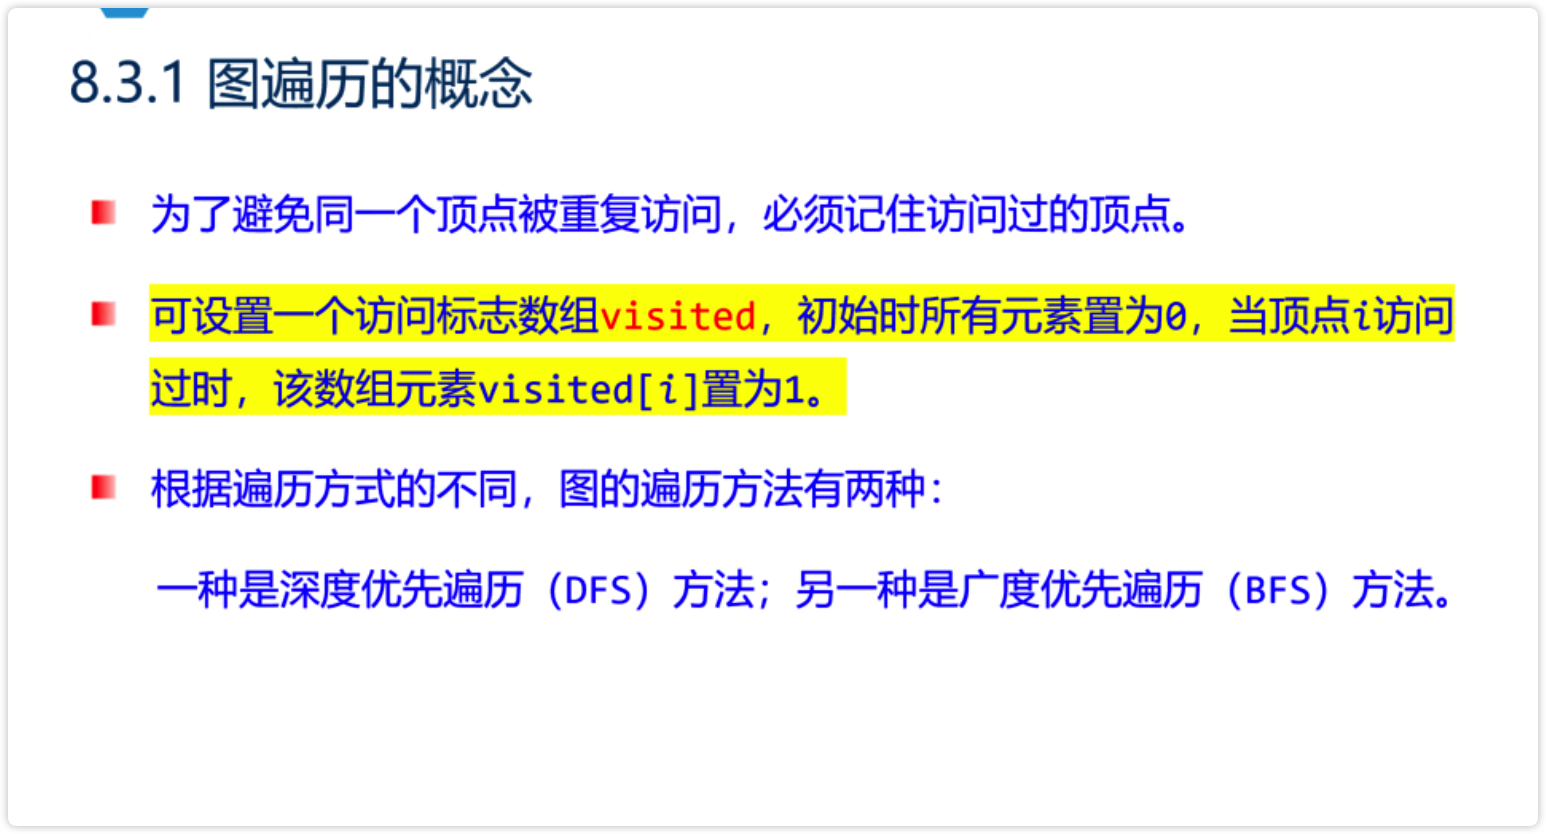 8.3.1 图遍历的概念
为了避免同一个顶点被重复访问，必须记住访问过的顶点。
可设置一个访问标志数组visited，初始时所有元素置为0，当顶点i访问
过时，该数组元素visited[i]置为1。
根据遍历方式的不同，图的遍历方法有两种：
一种是深度优先遍历（DFS）方法；另一种是广度优先遍历（BFS）方法。